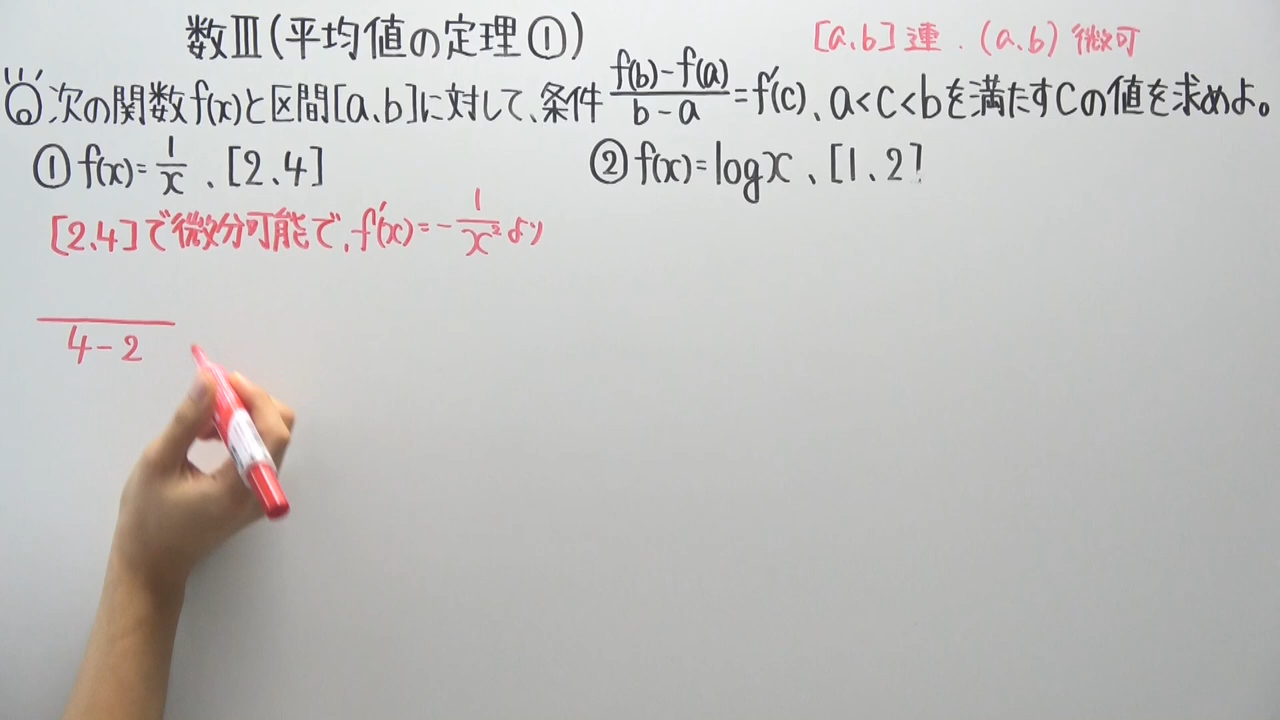 数Ⅲ(平均値の定理①)
[a、b]連.(a、b)微可
次の関数f(x)と区間[a、b]に対して、条件 (f(b)-f(a))/(b-a)=f'(c)、a<c<bを満たすCの値を求めよ。
①f(x)=1/x、[2、4]
②f(x)=logx、[1、2]
[2、4]で微分可能で、f'(x)=-1/x²より
4-2